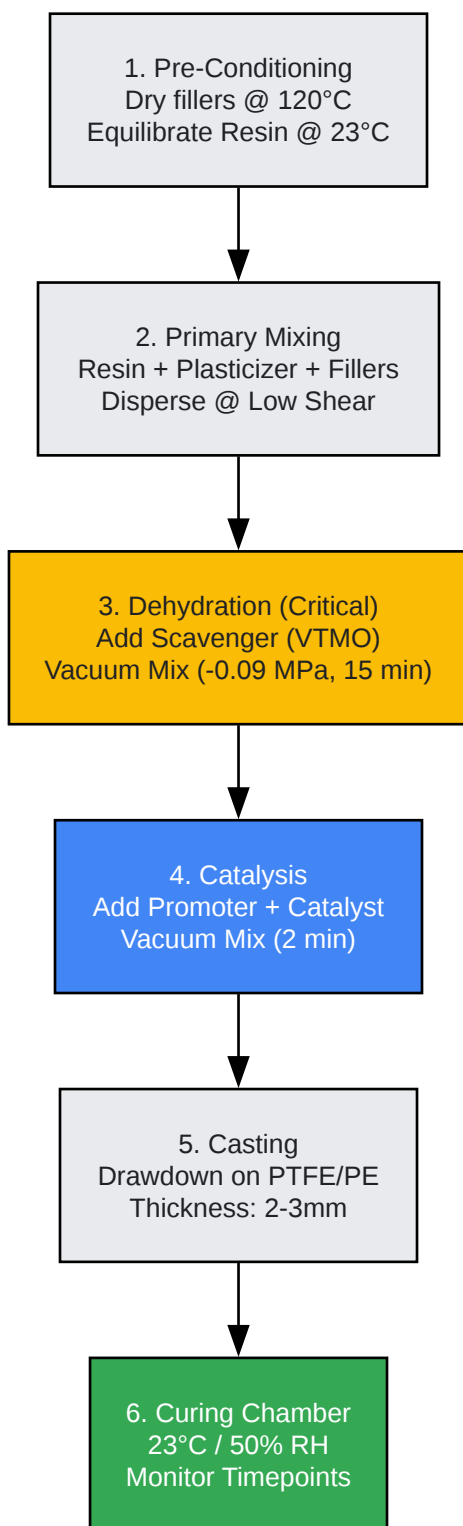 1. Pre-Conditioning
Dry fillers @ 120°C
Equilibrate Resin @ 23°C
2. Primary Mixing
Resin + Plasticizer + Fillers
Disperse @ Low Shear
3. Dehydration (Critical)
Add Scavenger (VTMO)
Vacuum Mix (-0.09 MPa, 15 min)
4. Catalysis
Add Promoter + Catalyst
Vacuum Mix (2 min)
5. Casting
Drawdown on PTFE/PE
Thickness: 2-3mm
6. Curing Chamber
23°C / 50% RH
Monitor Timepoints